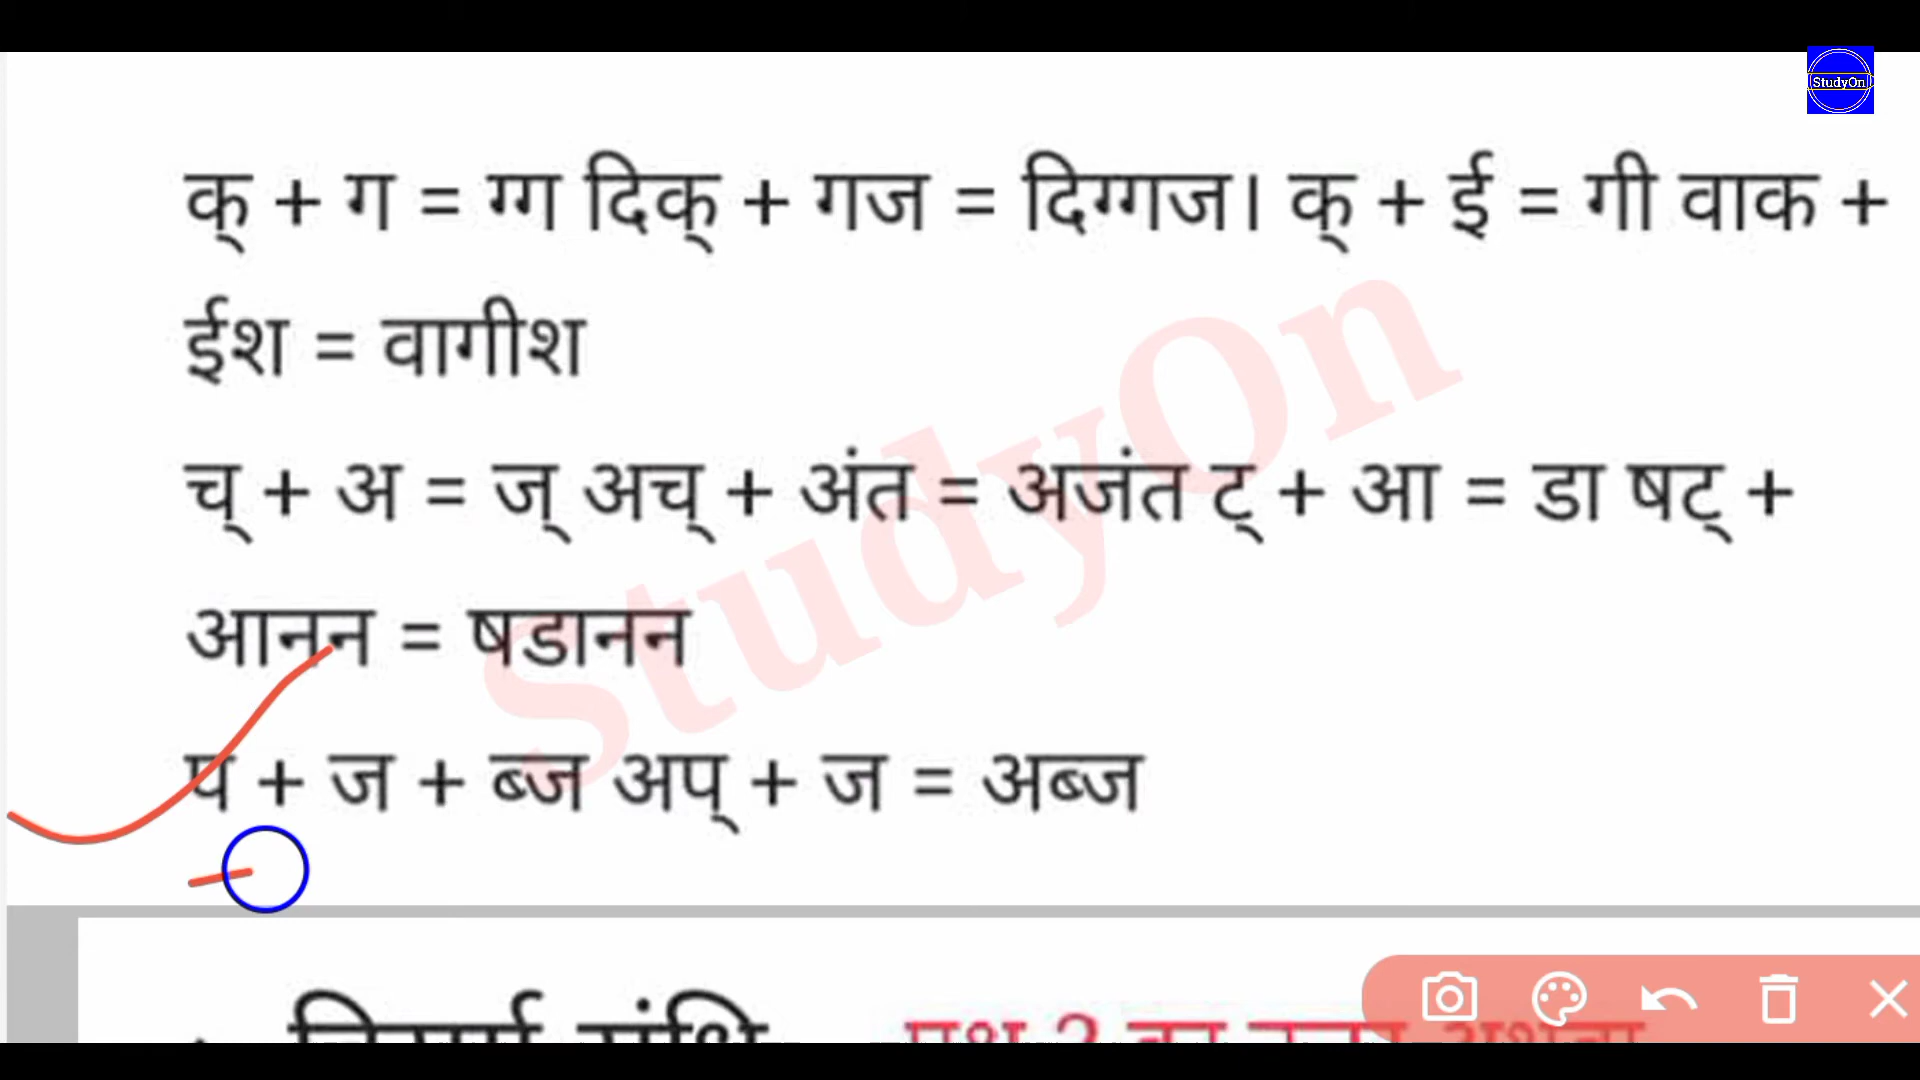 StudyOn
क् + ग = ग्ग दिक् + गज = दिग्गज। क् + ई = गी वाक +
ईश = वागीश
च् + अ = ज् अच् + अंत = अजंत ट् + आ = डा षट् +
आनन = षडानन
प + ज + ब्ज अप् + ज = अब्ज
StudyOn